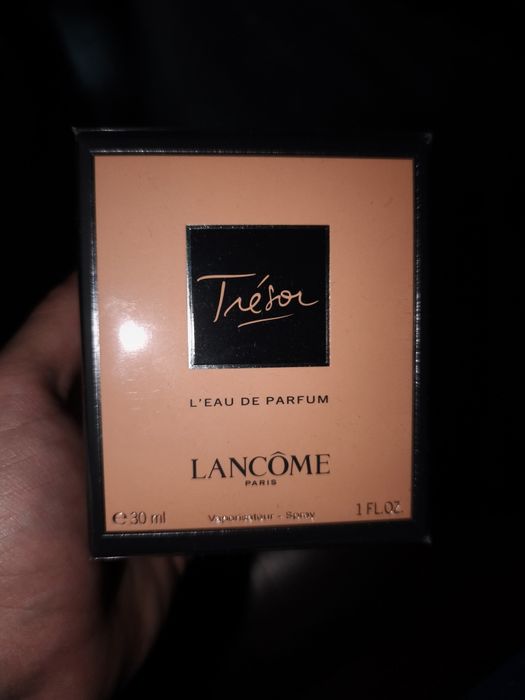 Trésor
L'EAU DE PARFUM
LANCÔME
PARIS
℮ 30 ml Vaporisateur - Spray 1 FL.OZ.